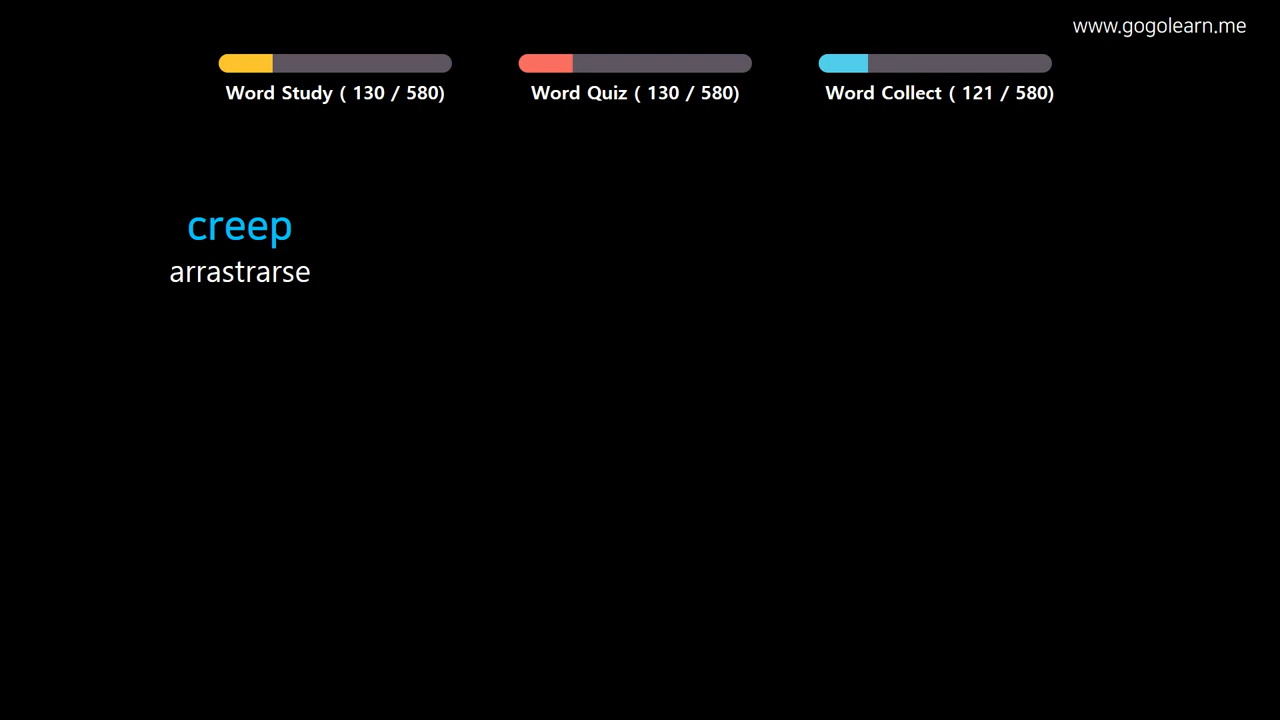 www.gogolearn.me
Word Study ( 130 / 580)
Word Quiz ( 130 / 580)
Word Collect ( 121 / 580)
creep
arrastrarse